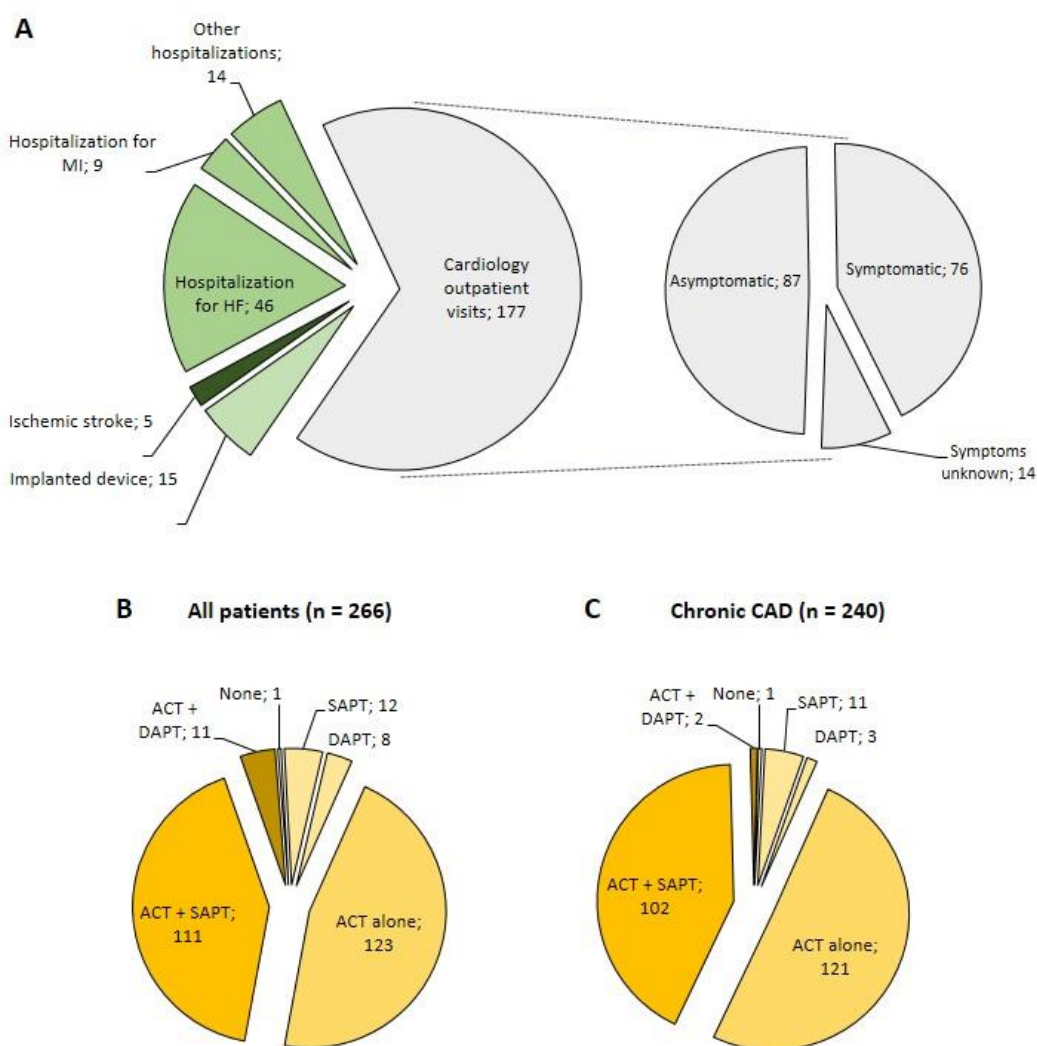 A
Other
hospitalizations;
14
Hospitalization for
MI; 9
Hospitalization
for HF; 46
Ischemic stroke; 5
Implanted device; 15
Cardiology
outpatient
visits; 177
Asymptomatic; 87
Symptomatic; 76
Symptoms
unknown; 14
B
All patients (n = 266)
None; 1
ACT +
DAPT; 11
SAPT; 12
DAPT; 8
ACT + SAPT;
111
ACT alone;
123
C
Chronic CAD (n = 240)
None; 1
ACT +
DAPT; 2
SAPT; 11
DAPT; 3
ACT + SAPT;
102
ACT alone;
121